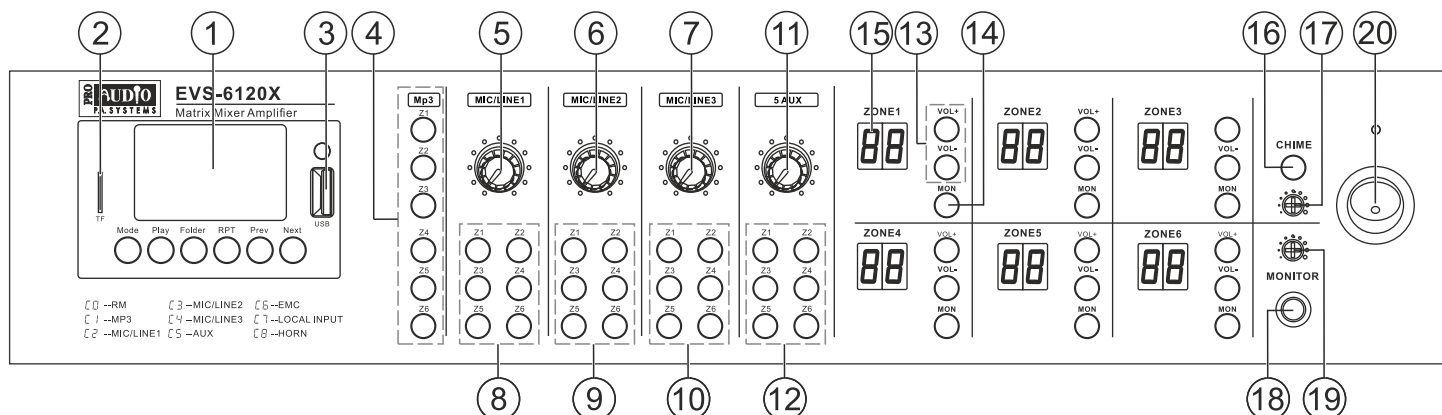 2 1 3 4 5 6 7 11 15 13 14 16 17 20
PRO AUDIO
P.A.SYSTEMS
EVS-6120X
Matrix Mixer Amplifier
TF
USB
Mode Play Folder RPT Prev Next
C0 --RM C3 --MIC/LINE2 C6 --EMC
C1 --MP3 C4 --MIC/LINE3 C7 --LOCAL INPUT
C2 --MIC/LINE1 C5 --AUX C8 --HORN
Mp3
Z1
Z2
Z3
Z4
Z5
Z6
MIC/LINE1
Z1 Z2
Z3 Z4
Z5 Z6
MIC/LINE2
Z1 Z2
Z3 Z4
Z5 Z6
MIC/LINE3
Z1 Z2
Z3 Z4
Z5 Z6
5 AUX
Z1 Z2
Z3 Z4
Z5 Z6
ZONE1
88
VOL+
VOL-
MON
ZONE2
88
VOL+
VOL-
MON
ZONE3
88
VOL-
MON
ZONE4
88
VOL+
VOL-
MON
ZONE5
88
VOL+
VOL-
MON
ZONE6
88
VOL+
VOL-
MON
CHIME
MONITOR
8 9 10 12 18 19